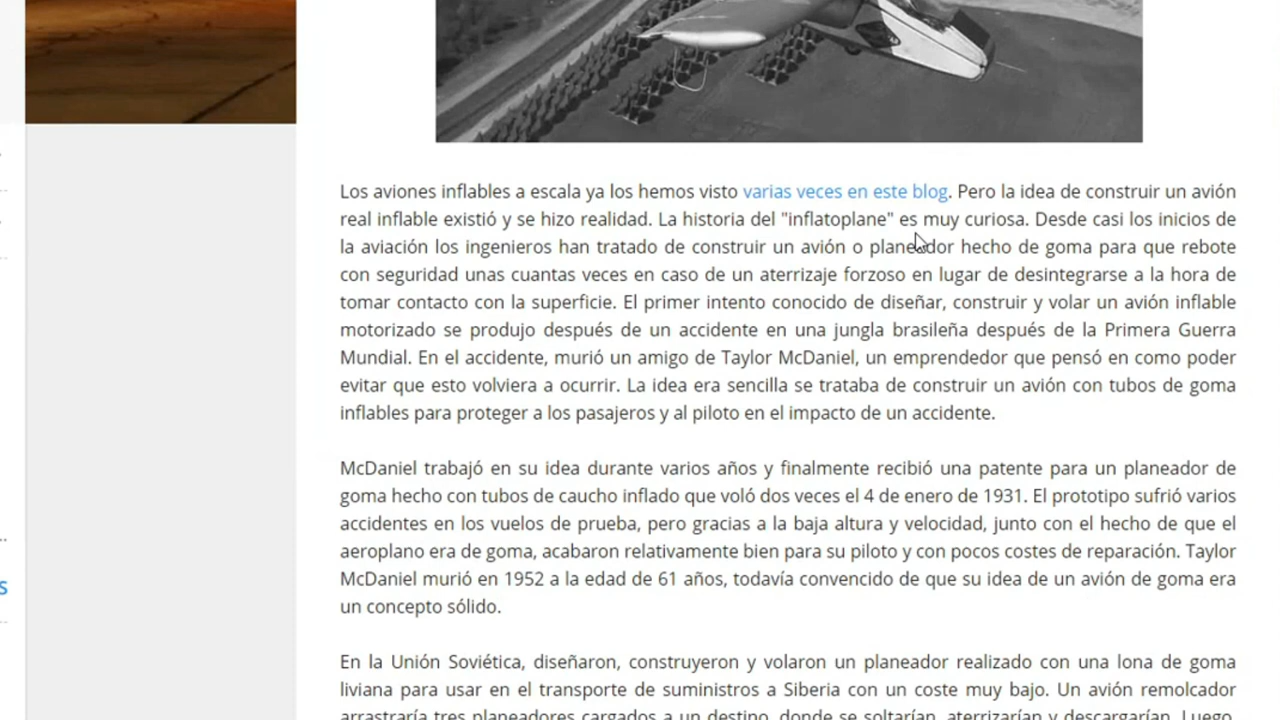 Los aviones inflables a escala ya los hemos visto varias veces en este blog. Pero la idea de construir un avión
real inflable existió y se hizo realidad. La historia del "inflatoplane" es muy curiosa. Desde casi los inicios de
la aviación los ingenieros han tratado de construir un avión o planeador hecho de goma para que rebote
con seguridad unas cuantas veces en caso de un aterrizaje forzoso en lugar de desintegrarse a la hora de
tomar contacto con la superficie. El primer intento conocido de diseñar, construir y volar un avión inflable
motorizado se produjo después de un accidente en una jungla brasileña después de la Primera Guerra
Mundial. En el accidente, murió un amigo de Taylor McDaniel, un emprendedor que pensó en como poder
evitar que esto volviera a ocurrir. La idea era sencilla se trataba de construir un avión con tubos de goma
inflables para proteger a los pasajeros y al piloto en el impacto de un accidente.
McDaniel trabajó en su idea durante varios años y finalmente recibió una patente para un planeador de
goma hecho con tubos de caucho inflado que voló dos veces el 4 de enero de 1931. El prototipo sufrió varios
accidentes en los vuelos de prueba, pero gracias a la baja altura y velocidad, junto con el hecho de que el
aeroplano era de goma, acabaron relativamente bien para su piloto y con pocos costes de reparación. Taylor
McDaniel murió en 1952 a la edad de 61 años, todavía convencido de que su idea de un avión de goma era
un concepto sólido.
En la Unión Soviética, diseñaron, construyeron y volaron un planeador realizado con una lona de goma
liviana para usar en el transporte de suministros a Siberia con un coste muy bajo. Un avión remolcador
arrastraría tres planeadores cargados a un destino, donde se soltarían, aterrizarían y descargarían. Luego,